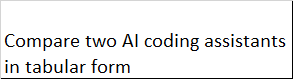 Compare two AI coding assistants
in tabular form